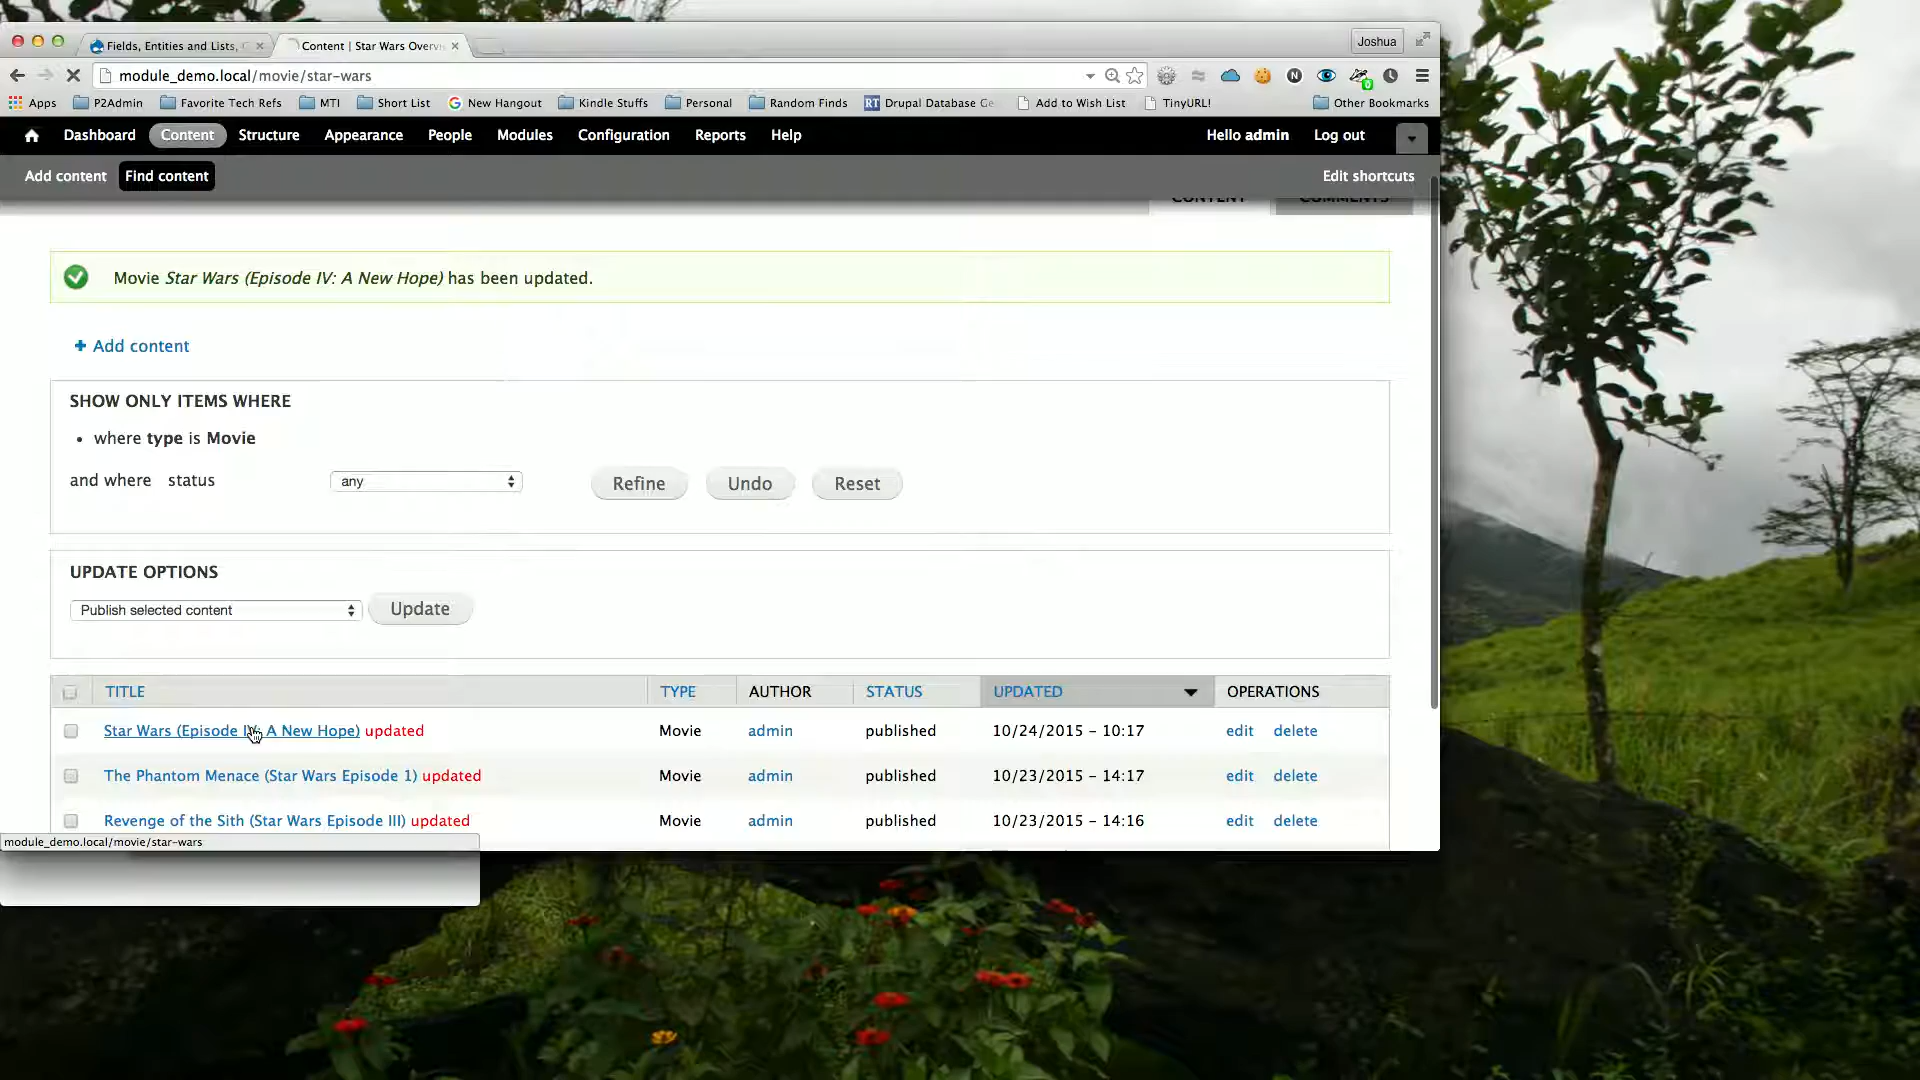 Fields, Entities and Lists,
Content | Star Wars Overv
Joshua
module_demo.local/movie/star-wars
Apps P2Admin Favorite Tech Refs MTI Short List New Hangout Kindle Stuffs Personal Random Finds RT Drupal Database Ge Add to Wish List TinyURL! Other Bookmarks
Dashboard Content Structure Appearance People Modules Configuration Reports Help Hello admin Log out
Add content Find content Edit shortcuts
CONTENT COMMENTS
Movie Star Wars (Episode IV: A New Hope) has been updated.
+ Add content
SHOW ONLY ITEMS WHERE
• where type is Movie
and where status any Refine Undo Reset
UPDATE OPTIONS
Publish selected content Update
TITLE TYPE AUTHOR STATUS UPDATED OPERATIONS
Star Wars (Episode IV: A New Hope) updated Movie admin published 10/24/2015 - 10:17 edit delete
The Phantom Menace (Star Wars Episode 1) updated Movie admin published 10/23/2015 - 14:17 edit delete
Revenge of the Sith (Star Wars Episode III) updated Movie admin published 10/23/2015 - 14:16 edit delete
module_demo.local/movie/star-wars